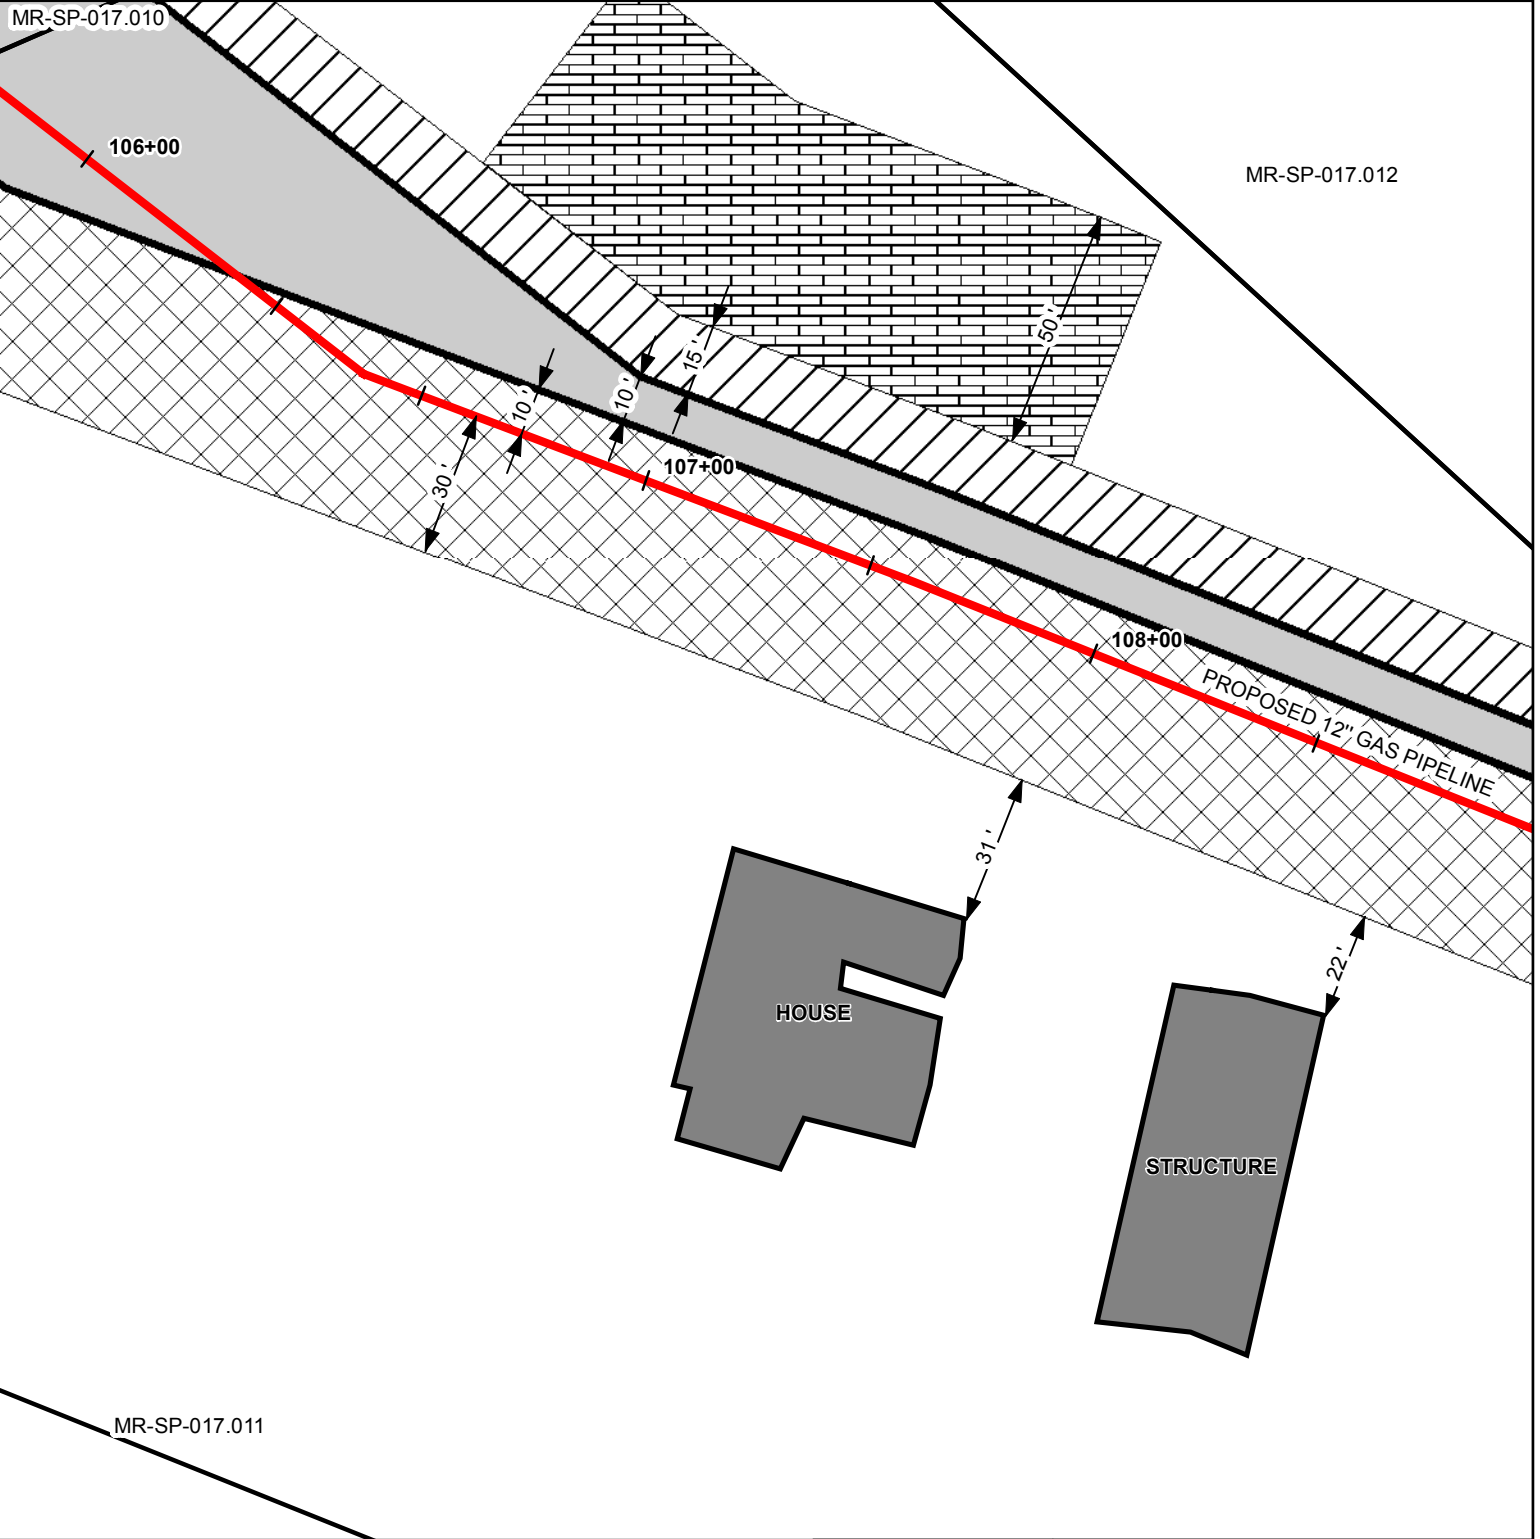 MR-SP-017.010
106+00
MR-SP-017.012
50'
15'
10'
10'
30'
107+00
108+00
PROPOSED 12" GAS PIPELINE
31'
22'
HOUSE
STRUCTURE
MR-SP-017.011